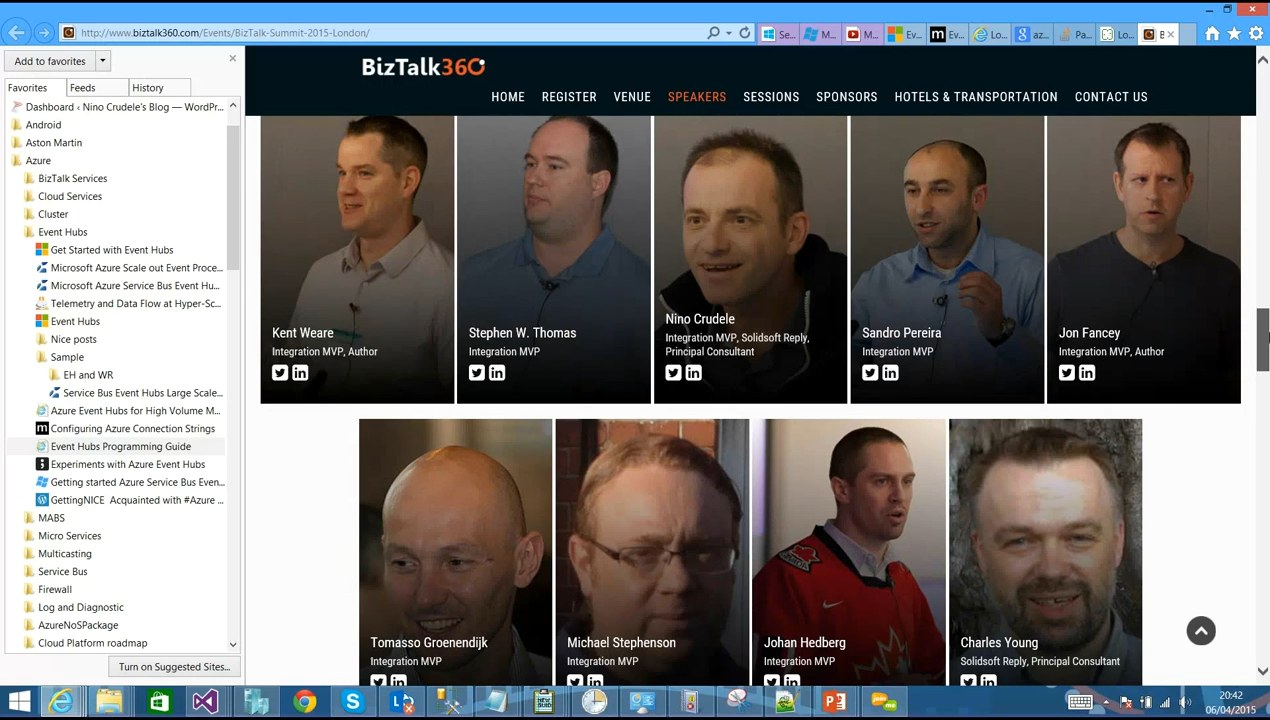 http://www.biztalk360.com/Events/BizTalk-Summit-2015-London/
Se...
M...
M...
Ev...
Ev...
Lo...
az...
Pa...
Lo...
B
Add to favorites
Favorites
Feeds
History
Dashboard ‹ Nino Crudele's Blog — WordPr...
Android
Aston Martin
Azure
BizTalk Services
Cloud Services
Cluster
Event Hubs
Get Started with Event Hubs
Microsoft Azure Scale out Event Proce...
Microsoft Azure Service Bus Event Hu...
Telemetry and Data Flow at Hyper-Sc...
Event Hubs
Nice posts
Sample
EH and WR
Service Bus Event Hubs Large Scale...
Azure Event Hubs for High Volume M...
Configuring Azure Connection Strings
Event Hubs Programming Guide
Experiments with Azure Event Hubs
Getting started Azure Service Bus Even...
GettingNICE Acquainted with #Azure ...
MABS
Micro Services
Multicasting
Service Bus
Firewall
Log and Diagnostic
AzureNoSPackage
Cloud Platform roadmap
Turn on Suggested Sites...
BizTalk360
HOME
REGISTER
VENUE
SPEAKERS
SESSIONS
SPONSORS
HOTELS & TRANSPORTATION
CONTACT US
Kent Weare
Integration MVP, Author
Stephen W. Thomas
Integration MVP
Nino Crudele
Integration MVP, Solidsoft Reply,
Principal Consultant
Sandro Pereira
Integration MVP
Jon Fancey
Integration MVP, Author
Tomasso Groenendijk
Integration MVP
Michael Stephenson
Integration MVP
Johan Hedberg
Integration MVP
Charles Young
Solidsoft Reply, Principal Consultant
20:42
06/04/2015